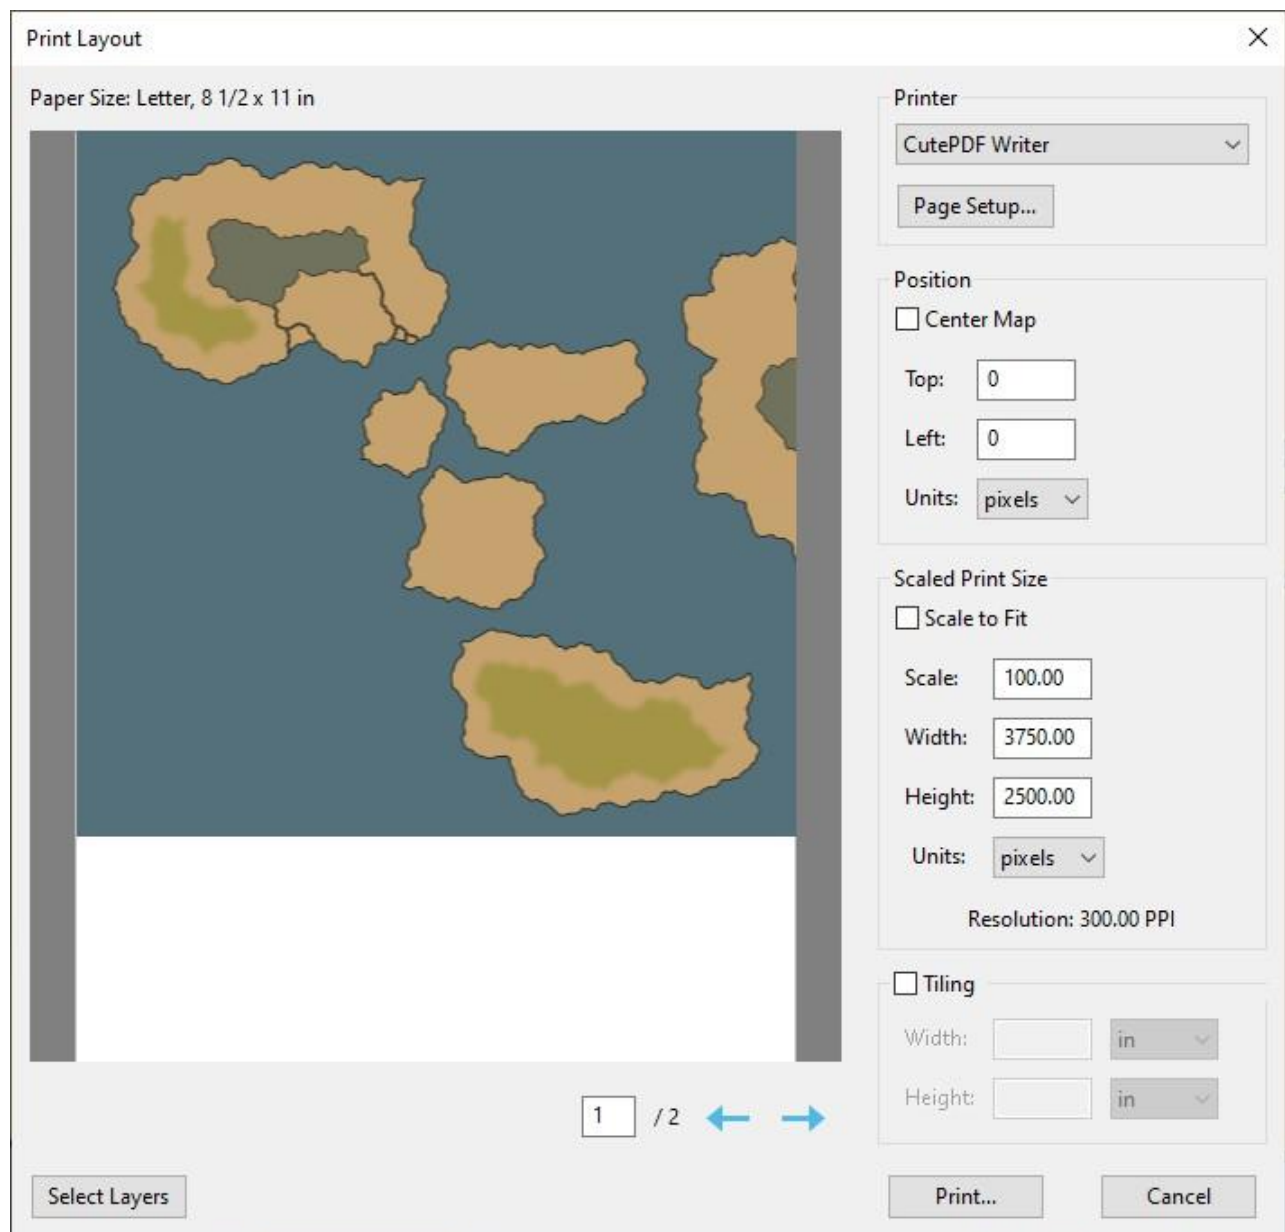 Print Layout
Paper Size: Letter, 8 1/2 x 11 in
Printer
CutePDF Writer
Page Setup...
Position
Center Map
Top: 0
Left: 0
Units: pixels
Scaled Print Size
Scale to Fit
Scale: 100.00
Width: 3750.00
Height: 2500.00
Units: pixels
Resolution: 300.00 PPI
Tiling
Width: in
Height: in
1 / 2
Select Layers
Print...
Cancel